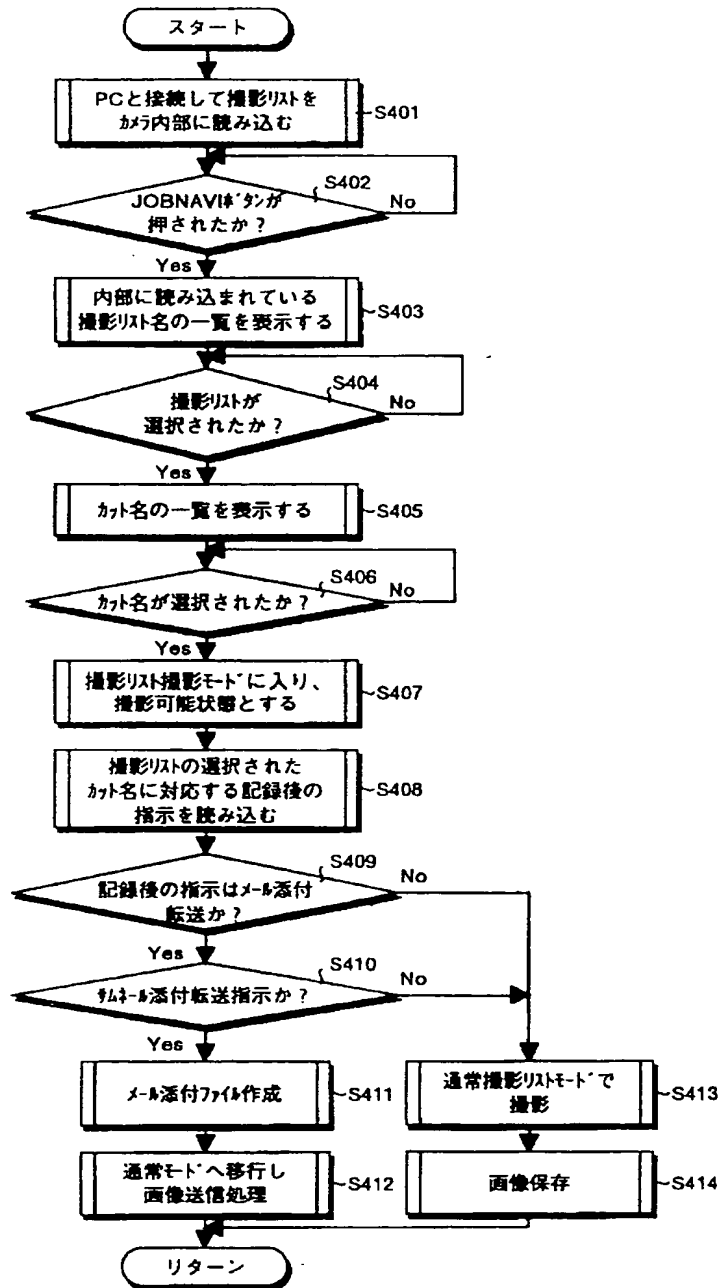 スタート
PCと接続して撮影リストを
カメラ内部に読み込む
S401
S402
JOBNAVIボタンが
押されたか？
No
Yes
内部に読み込まれている
撮影リスト名の一覧を表示する
S403
S404
撮影リストが
選択されたか？
No
Yes
カット名の一覧を表示する
S405
S406
カット名が選択されたか？
No
Yes
撮影リスト撮影モードに入り、
撮影可能状態とする
S407
撮影リストの選択された
カット名に対応する記録後の
指示を読み込む
S408
S409
記録後の指示はメール添付
転送か？
No
Yes
S410
サムネール添付転送指示か？
No
Yes
メール添付ファイル作成
S411
通常撮影リストモードで
撮影
S413
通常モードへ移行し
画像送信処理
S412
画像保存
S414
リターン